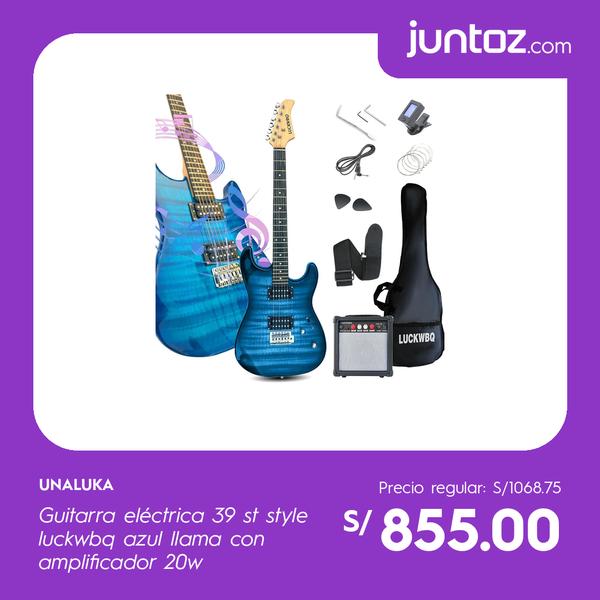 juntoz.com
LUCKWBQ
LUCKWBQ
UNALUKA
Guitarra eléctrica 39 st style
luckwbq azul llama con
amplificador 20w
Precio regular: S/1068.75
S/ 855.00